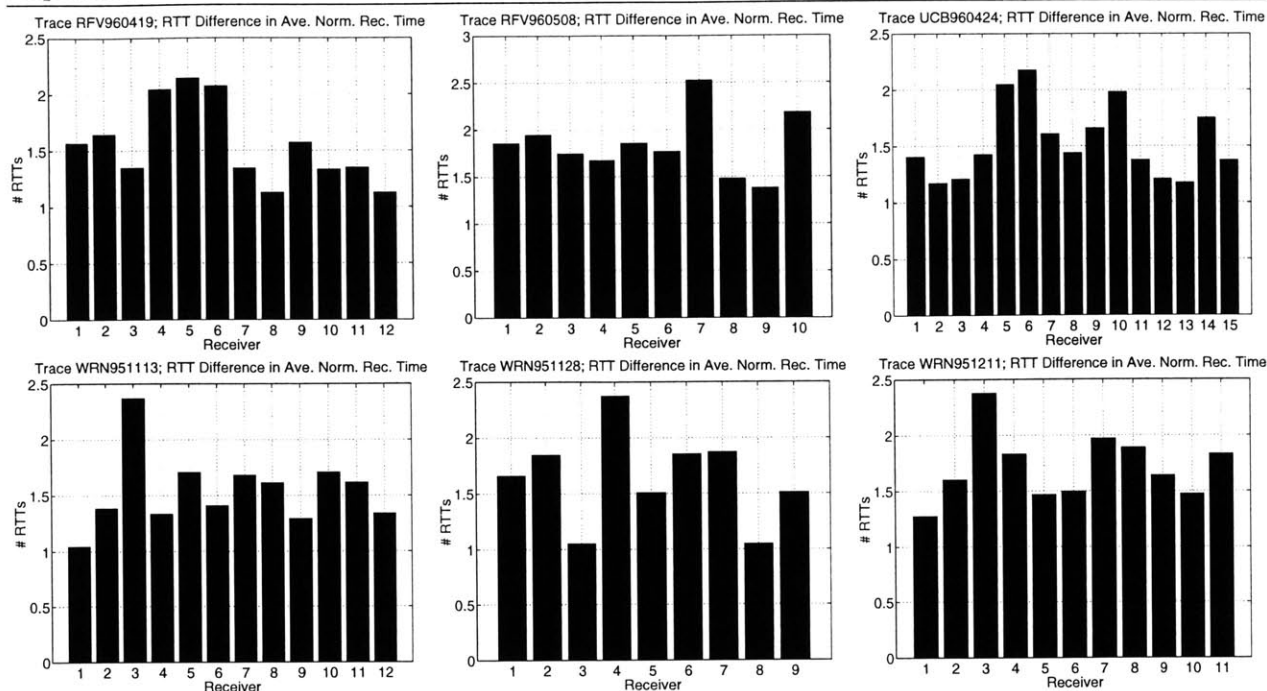 Trace RFV960419; RTT Difference in Ave. Norm. Rec. Time
2.5
2
1.5
1
0.5
0
# RTTs
1 2 3 4 5 6 7 8 9 10 11 12
Receiver
Trace RFV960508; RTT Difference in Ave. Norm. Rec. Time
3
2.5
2
1.5
1
0.5
0
# RTTs
1 2 3 4 5 6 7 8 9 10
Receiver
Trace UCB960424; RTT Difference in Ave. Norm. Rec. Time
2.5
2
1.5
1
0.5
0
# RTTs
1 2 3 4 5 6 7 8 9 10 11 12 13 14 15
Receiver
Trace WRN951113; RTT Difference in Ave. Norm. Rec. Time
2.5
2
1.5
1
0.5
0
# RTTs
1 2 3 4 5 6 7 8 9 10 11 12
Receiver
Trace WRN951128; RTT Difference in Ave. Norm. Rec. Time
2.5
2
1.5
1
0.5
0
# RTTs
1 2 3 4 5 6 7 8 9
Receiver
Trace WRN951211; RTT Difference in Ave. Norm. Rec. Time
2.5
2
1.5
1
0.5
0
# RTTs
1 2 3 4 5 6 7 8 9 10 11
Receiver